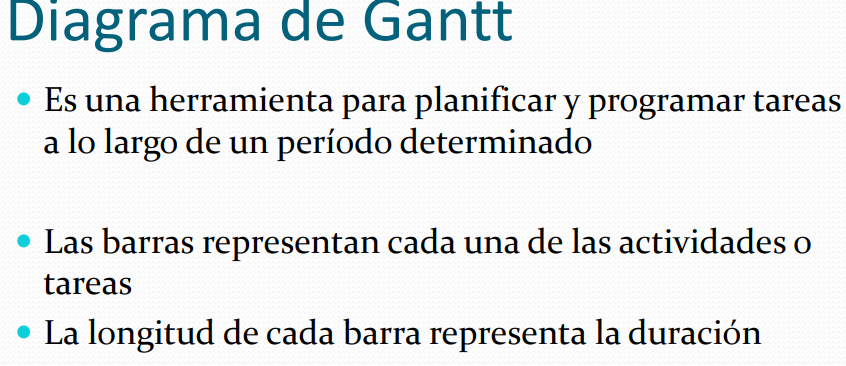 Diagrama de Gantt
• Es una herramienta para planificar y programar tareas
a lo largo de un período determinado
• Las barras representan cada una de las actividades o
tareas
• La longitud de cada barra representa la duración